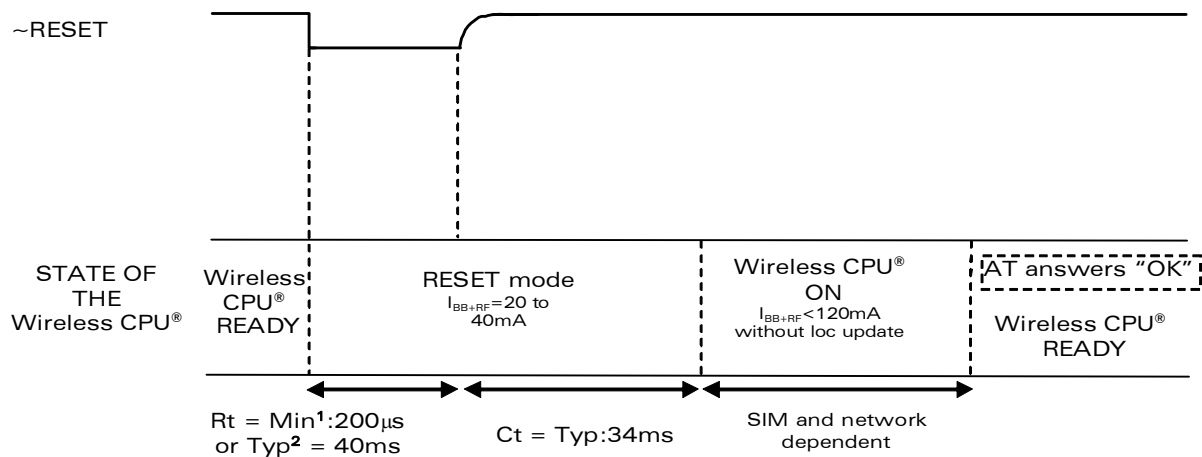 ~RESET
STATE OF
THE
Wireless CPU®
Wireless
CPU®
READY
RESET mode
I_BB+RF=20 to
40mA
Wireless CPU®
ON
I_BB+RF<120mA
without loc update
AT answers “OK”
Wireless CPU®
READY
Rt = Min¹:200µs
or Typ² = 40ms
Ct = Typ:34ms
SIM and network
dependent